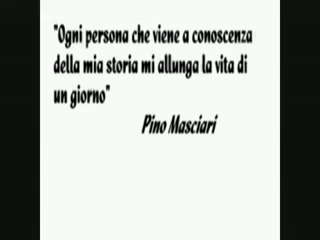 "Ogni persona che viene a conoscenza
della mia storia mi allunga la vita di
un giorno"
Pino Masciari